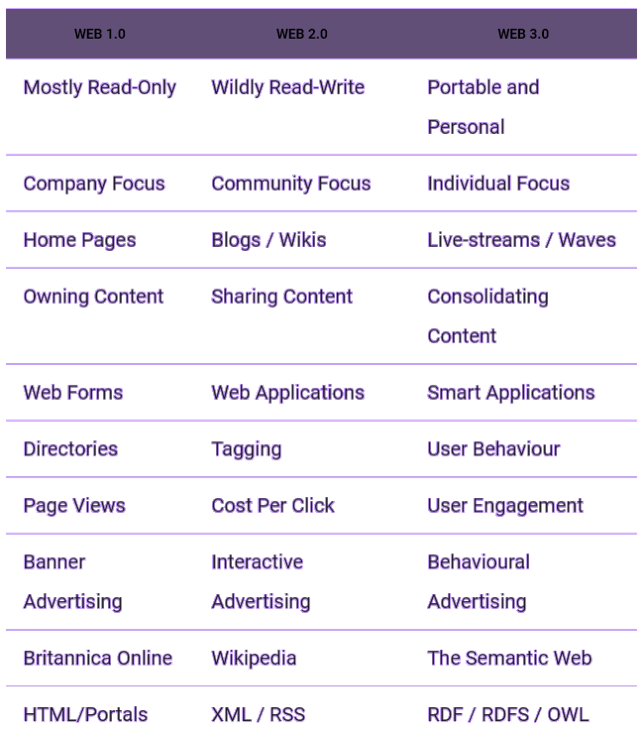 WEB 1.0 WEB 2.0 WEB 3.0
Mostly Read-Only Wildly Read-Write Portable and
Personal
Company Focus Community Focus Individual Focus
Home Pages Blogs / Wikis Live-streams / Waves
Owning Content Sharing Content Consolidating
Content
Web Forms Web Applications Smart Applications
Directories Tagging User Behaviour
Page Views Cost Per Click User Engagement
Banner Interactive Behavioural
Advertising Advertising Advertising
Britannica Online Wikipedia The Semantic Web
HTML/Portals XML / RSS RDF / RDFS / OWL